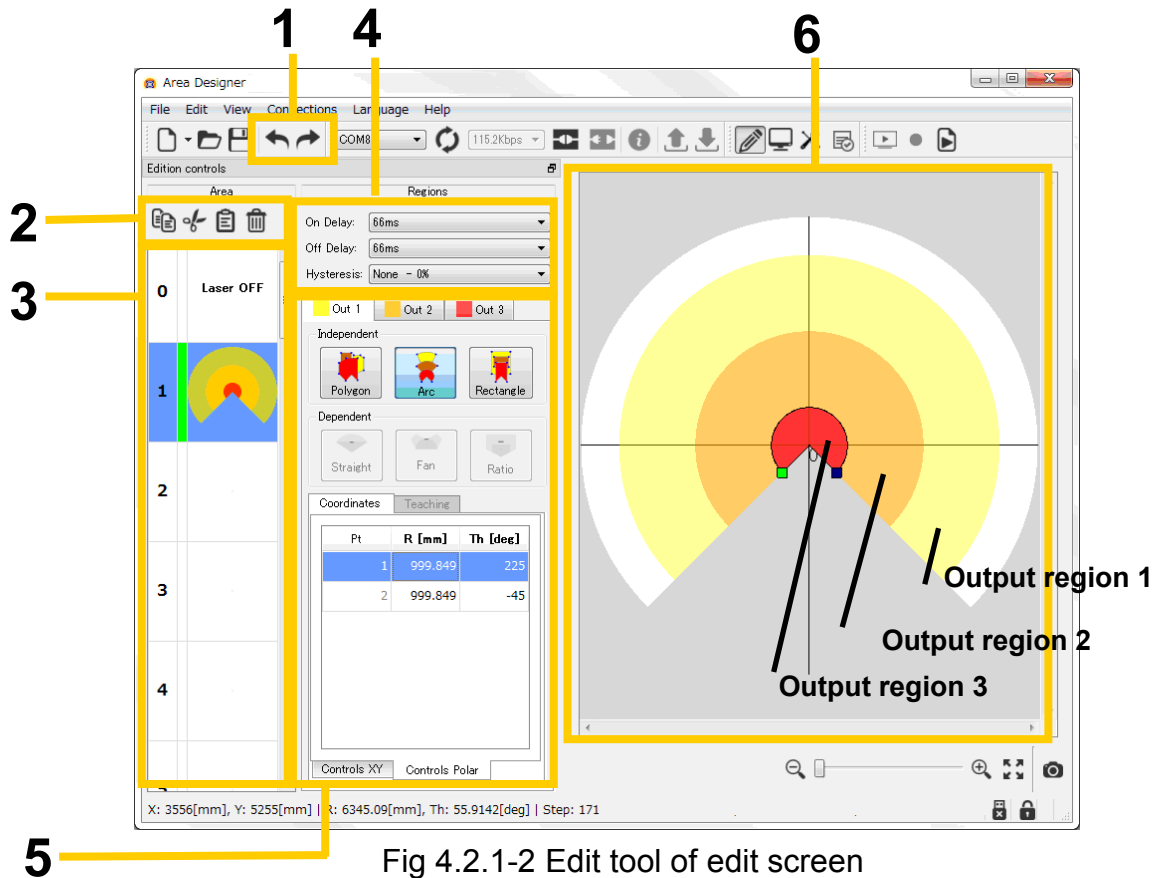 1
4
6
Area Designer
File Edit View Connections Language Help
COM8 115.2Kbps
Edition controls
Area
Regions
2
On Delay: 66ms
Off Delay: 66ms
Hysteresis: None - 0%
3
0 Laser OFF
Out 1 Out 2 Out 3
Independent
Polygon Arc Rectangle
1
Dependent
Straight Fan Ratio
2
Coordinates Teaching
Pt R [mm] Th [deg]
1 999.849 225
2 999.849 -45
3
4
Output region 1
Output region 2
Output region 3
Controls XY Controls Polar
X: 3556[mm], Y: 5255[mm] | R: 6345.09[mm], Th: 55.9142[deg] | Step: 171
5
Fig 4.2.1-2 Edit tool of edit screen